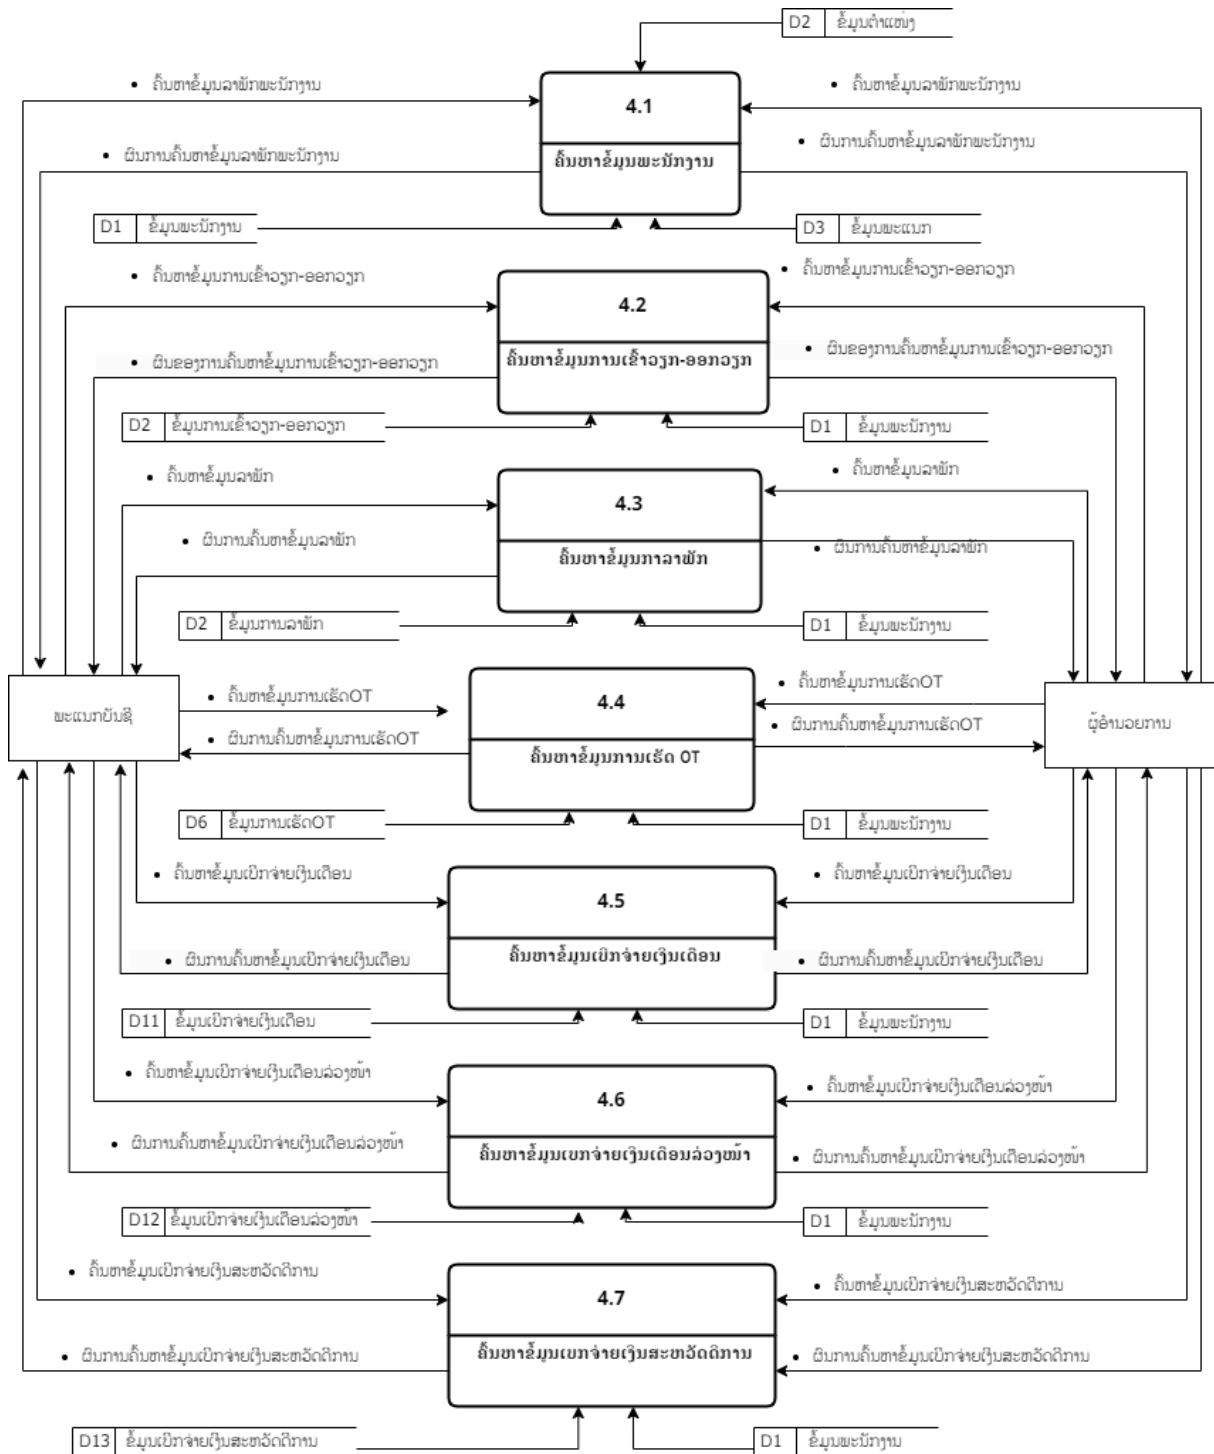 D2 ຂໍ້ມູນຕຳແໜ່ງ
• ຄົ້ນຫາຂໍ້ມູນລາພັກພະນັກງານ
4.1
• ຄົ້ນຫາຂໍ້ມູນລາພັກພະນັກງານ
• ຜົນການຄົ້ນຫາຂໍ້ມູນລາພັກພະນັກງານ
ຄົ້ນຫາຂໍ້ມູນພະນັກງານ
• ຜົນການຄົ້ນຫາຂໍ້ມູນລາພັກພະນັກງານ
D1 ຂໍ້ມູນພະນັກງານ
D3 ຂໍ້ມູນພະແນກ
• ຄົ້ນຫາຂໍ້ມູນການເຂົ້າວຽກ-ອອກວຽກ
4.2
• ຄົ້ນຫາຂໍ້ມູນການເຂົ້າວຽກ-ອອກວຽກ
• ຜົນຂອງການຄົ້ນຫາຂໍ້ມູນການເຂົ້າວຽກ-ອອກວຽກ
ຄົ້ນຫາຂໍ້ມູນການເຂົ້າວຽກ-ອອກວຽກ
• ຜົນຂອງການຄົ້ນຫາຂໍ້ມູນການເຂົ້າວຽກ-ອອກວຽກ
D2 ຂໍ້ມູນການເຂົ້າວຽກ-ອອກວຽກ
D1 ຂໍ້ມູນພະນັກງານ
• ຄົ້ນຫາຂໍ້ມູນລາພັກ
4.3
• ຄົ້ນຫາຂໍ້ມູນລາພັກ
• ຜົນການຄົ້ນຫາຂໍ້ມູນລາພັກ
ຄົ້ນຫາຂໍ້ມູນກາລາພັກ
• ຜົນການຄົ້ນຫາຂໍ້ມູນລາພັກ
D2 ຂໍ້ມູນການລາພັກ
D1 ຂໍ້ມູນພະນັກງານ
ພະແນກບັນຊີ
• ຄົ້ນຫາຂໍ້ມູນການເຮັດOT
4.4
• ຄົ້ນຫາຂໍ້ມູນການເຮັດOT
ຜູ້ອຳນວຍການ
• ຜົນການຄົ້ນຫາຂໍ້ມູນການເຮັດOT
ຄົ້ນຫາຂໍ້ມູນການເຮັດ OT
• ຜົນການຄົ້ນຫາຂໍ້ມູນການເຮັດOT
D6 ຂໍ້ມູນການເຮັດOT
D1 ຂໍ້ມູນພະນັກງານ
• ຄົ້ນຫາຂໍ້ມູນເບີກຈ່າຍເງິນເດືອນ
4.5
• ຄົ້ນຫາຂໍ້ມູນເບີກຈ່າຍເງິນເດືອນ
• ຜົນການຄົ້ນຫາຂໍ້ມູນເບີກຈ່າຍເງິນເດືອນ
ຄົ້ນຫາຂໍ້ມູນເບີກຈ່າຍເງິນເດືອນ
• ຜົນການຄົ້ນຫາຂໍ້ມູນເບີກຈ່າຍເງິນເດືອນ
D11 ຂໍ້ມູນເບີກຈ່າຍເງິນເດືອນ
D1 ຂໍ້ມູນພະນັກງານ
• ຄົ້ນຫາຂໍ້ມູນເບີກຈ່າຍເງິນເດືອນລ່ວງໜ້າ
4.6
• ຄົ້ນຫາຂໍ້ມູນເບີກຈ່າຍເງິນເດືອນລ່ວງໜ້າ
• ຜົນການຄົ້ນຫາຂໍ້ມູນເບີກຈ່າຍເງິນເດືອນລ່ວງໜ້າ
ຄົ້ນຫາຂໍ້ມູນເບກຈ່າຍເງິນເດືອນລ່ວງໜ້າ
• ຜົນການຄົ້ນຫາຂໍ້ມູນເບີກຈ່າຍເງິນເດືອນລ່ວງໜ້າ
D12 ຂໍ້ມູນເບີກຈ່າຍເງິນເດືອນລ່ວງໜ້າ
D1 ຂໍ້ມູນພະນັກງານ
• ຄົ້ນຫາຂໍ້ມູນເບີກຈ່າຍເງິນສະຫວັດດີການ
4.7
• ຄົ້ນຫາຂໍ້ມູນເບີກຈ່າຍເງິນສະຫວັດດີການ
• ຜົນການຄົ້ນຫາຂໍ້ມູນເບີກຈ່າຍເງິນສະຫວັດດີການ
ຄົ້ນຫາຂໍ້ມູນເບກຈ່າຍເງິນສະຫວັດດີການ
• ຜົນການຄົ້ນຫາຂໍ້ມູນເບີກຈ່າຍເງິນສະຫວັດດີການ
D13 ຂໍ້ມູນເບີກຈ່າຍເງິນສະຫວັດດີການ
D1 ຂໍ້ມູນພະນັກງານ